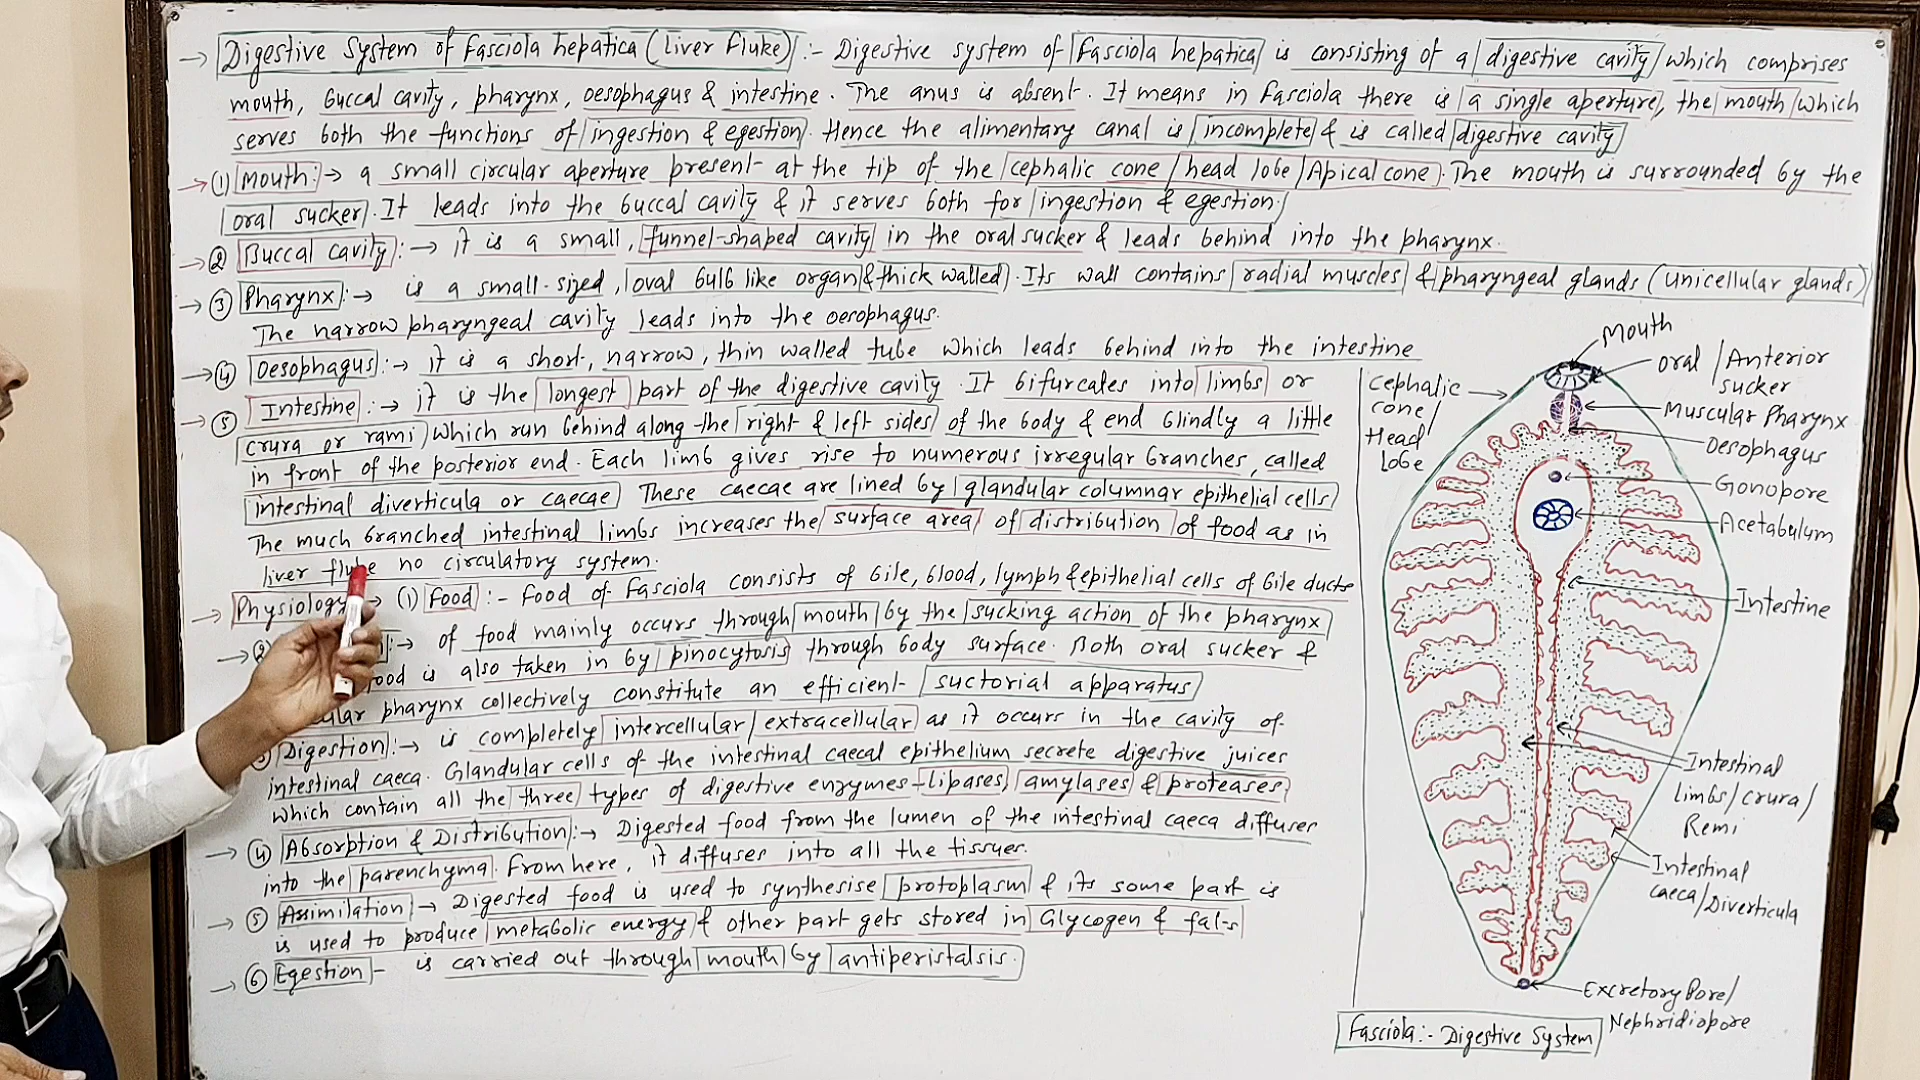 → Digestive System of Fasciola hepatica (Liver Fluke) :- Digestive system of Fasciola hepatica is consisting of a digestive cavity which comprises
mouth, buccal cavity, pharynx, oesophagus & intestine. The anus is absent. It means in Fasciola there is a single aperture, the mouth which
serves both the functions of ingestion & egestion. Hence the alimentary canal is incomplete & is called digestive cavity
→ (1) Mouth :→ a small circular aperture present at the tip of the cephalic cone / head lobe / Apical cone. The mouth is surrounded by the
oral sucker. It leads into the buccal cavity & it serves both for ingestion & egestion.
→ (2) Buccal cavity :→ it is a small, funnel-shaped cavity in the oral sucker & leads behind into the pharynx.
→ (3) Pharynx :→ is a small-sized, oval bulb like organ & thick walled. Its wall contains radial muscles & pharyngeal glands (unicellular glands)
The narrow pharyngeal cavity leads into the oesophagus.
→ (4) Oesophagus :→ it is a short, narrow, thin walled tube which leads behind into the intestine
→ (5) Intestine :→ it is the longest part of the digestive cavity. It bifurcates into limbs or
crura or rami which run behind along the right & left sides of the body & end blindly a little
in front of the posterior end. Each limb gives rise to numerous irregular branches, called
intestinal diverticula or caecae. These caecae are lined by glandular columnar epithelial cells
The much branched intestinal limbs increases the surface area of distribution of food as in
liver fluke no circulatory system.
→ Physiology → (1) Food :- Food of Fasciola consists of bile, blood, lymph & epithelial cells of bile ducts
→ (2) :→ of food mainly occurs through mouth by the sucking action of the pharynx
food is also taken in by pinocytosis through body surface. Both oral sucker &
pharynx collectively constitute an efficient suctorial apparatus
(3) Digestion :→ is completely intercellular / extracellular as it occurs in the cavity of
intestinal caeca. Glandular cells of the intestinal caecal epithelium secrete digestive juices
which contain all the three types of digestive enzymes - lipases, amylases & proteases.
→ (4) Absorption & Distribution :→ Digested food from the lumen of the intestinal caeca diffuses
into the parenchyma. From here, it diffuses into all the tissues.
→ (5) Assimilation → Digested food is used to synthesise protoplasm & its some part is
is used to produce metabolic energy & other part gets stored in Glycogen & fats
→ (6) Egestion - is carried out through mouth by antiperistalsis.
Mouth
Oral / Anterior
sucker
Cephalic
cone /
Head
Lobe
Muscular Pharynx
Oesophagus
Gonopore
Acetabulum
Intestine
Intestinal
limbs / crura /
Remi
Intestinal
caeca / Diverticula
Excretory Pore /
Nephridiopore
Fasciola :- Digestive System